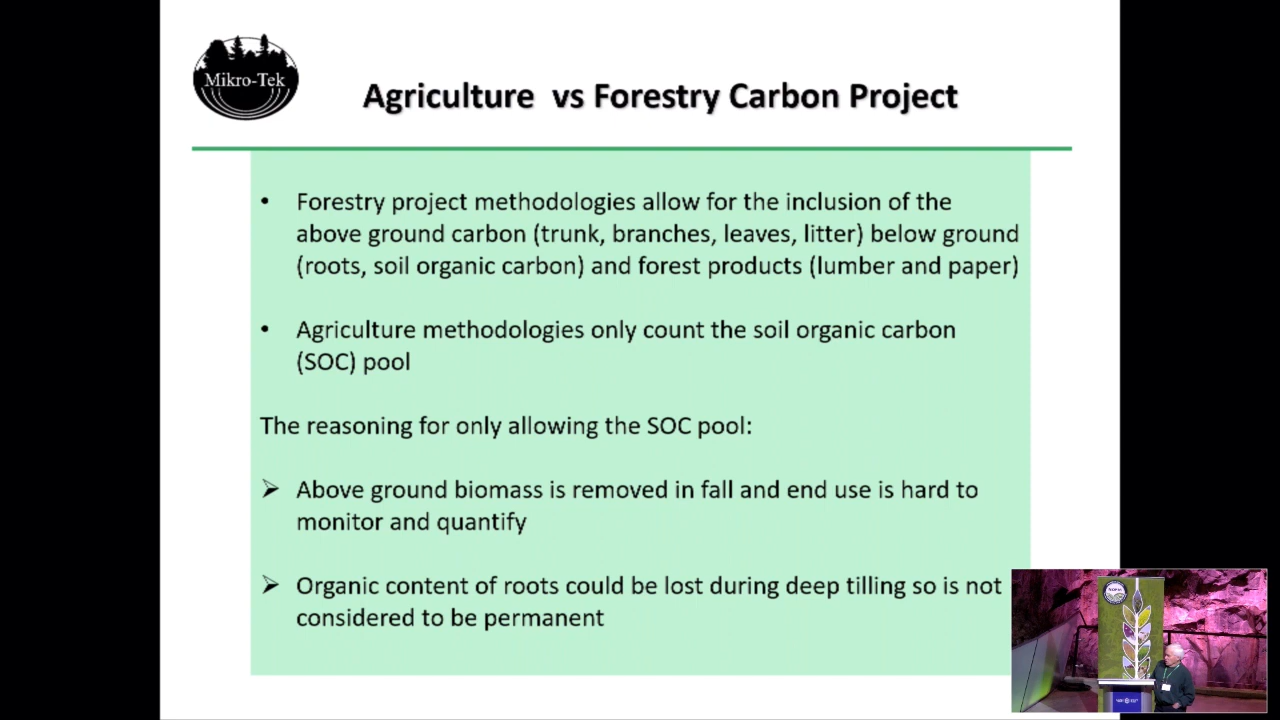 Mikro-Tek
Agriculture vs Forestry Carbon Project
• Forestry project methodologies allow for the inclusion of the
above ground carbon (trunk, branches, leaves, litter) below ground
(roots, soil organic carbon) and forest products (lumber and paper)
• Agriculture methodologies only count the soil organic carbon
(SOC) pool
The reasoning for only allowing the SOC pool:
➢ Above ground biomass is removed in fall and end use is hard to
monitor and quantify
➢ Organic content of roots could be lost during deep tilling so is not
considered to be permanent